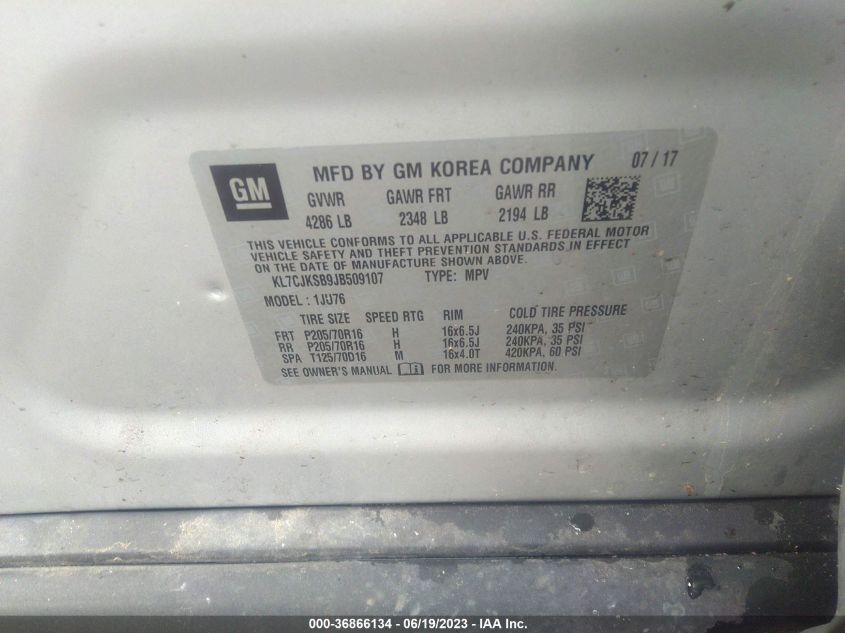 GM
MFD BY GM KOREA COMPANY 07 / 17
GVWR GAWR FRT GAWR RR
4286 LB 2348 LB 2194 LB
THIS VEHICLE CONFORMS TO ALL APPLICABLE U.S. FEDERAL MOTOR
VEHICLE SAFETY AND THEFT PREVENTION STANDARDS IN EFFECT
ON THE DATE OF MANUFACTURE SHOWN ABOVE.
KL7CJKSB9JB509107 TYPE: MPV
MODEL : 1JU76
TIRE SIZE SPEED RTG RIM COLD TIRE PRESSURE
FRT P205/70R16 H 16x6.5J 240KPA, 35 PSI
RR P205/70R16 H 16x6.5J 240KPA, 35 PSI
SPA T125/70D16 M 16x4.0T 420KPA, 60 PSI
SEE OWNER'S MANUAL FOR MORE INFORMATION.
000-36866134 - 06/19/2023 - IAA Inc.